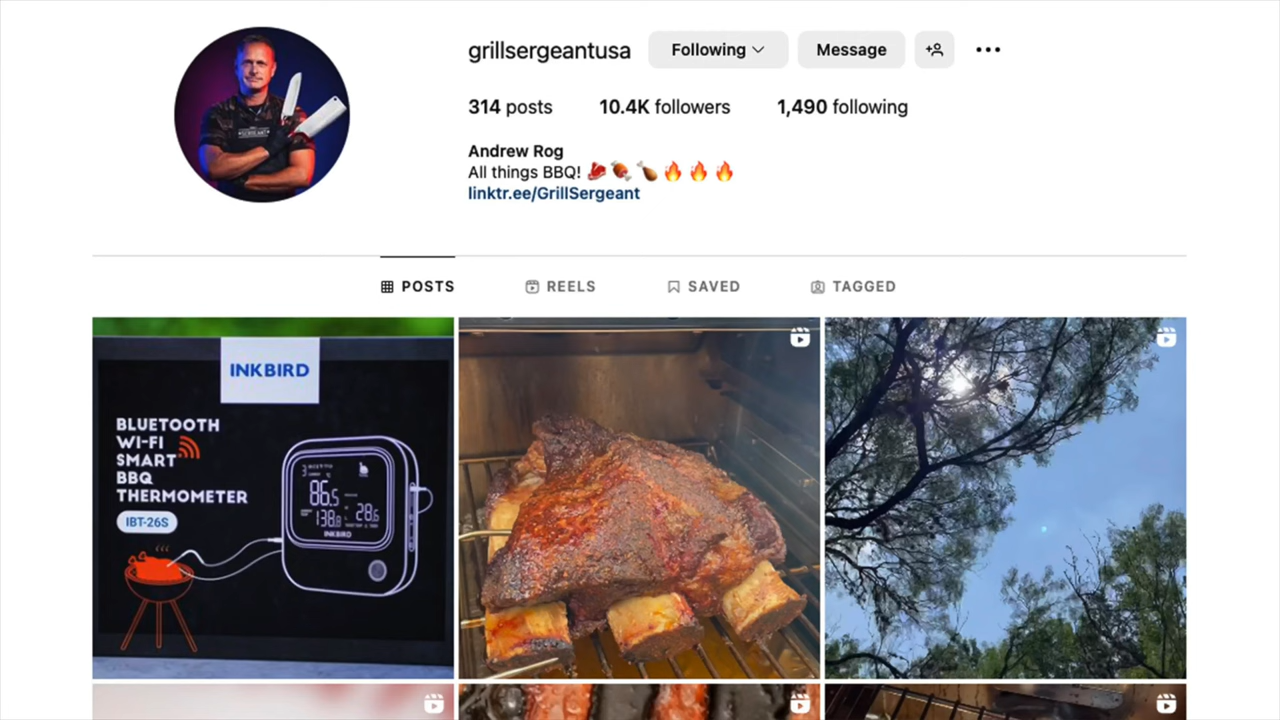 grillsergeantusa
Following
Message
314 posts
10.4K followers
1,490 following
Andrew Rog
All things BBQ! 🥩🍖🍗🔥🔥🔥
linktr.ee/GrillSergeant
POSTS
REELS
SAVED
TAGGED
INKBIRD
BLUETOOTH
WI-FI
SMART
BBQ
THERMOMETER
IBT-26S
86.5
138.8
28.6
INKBIRD